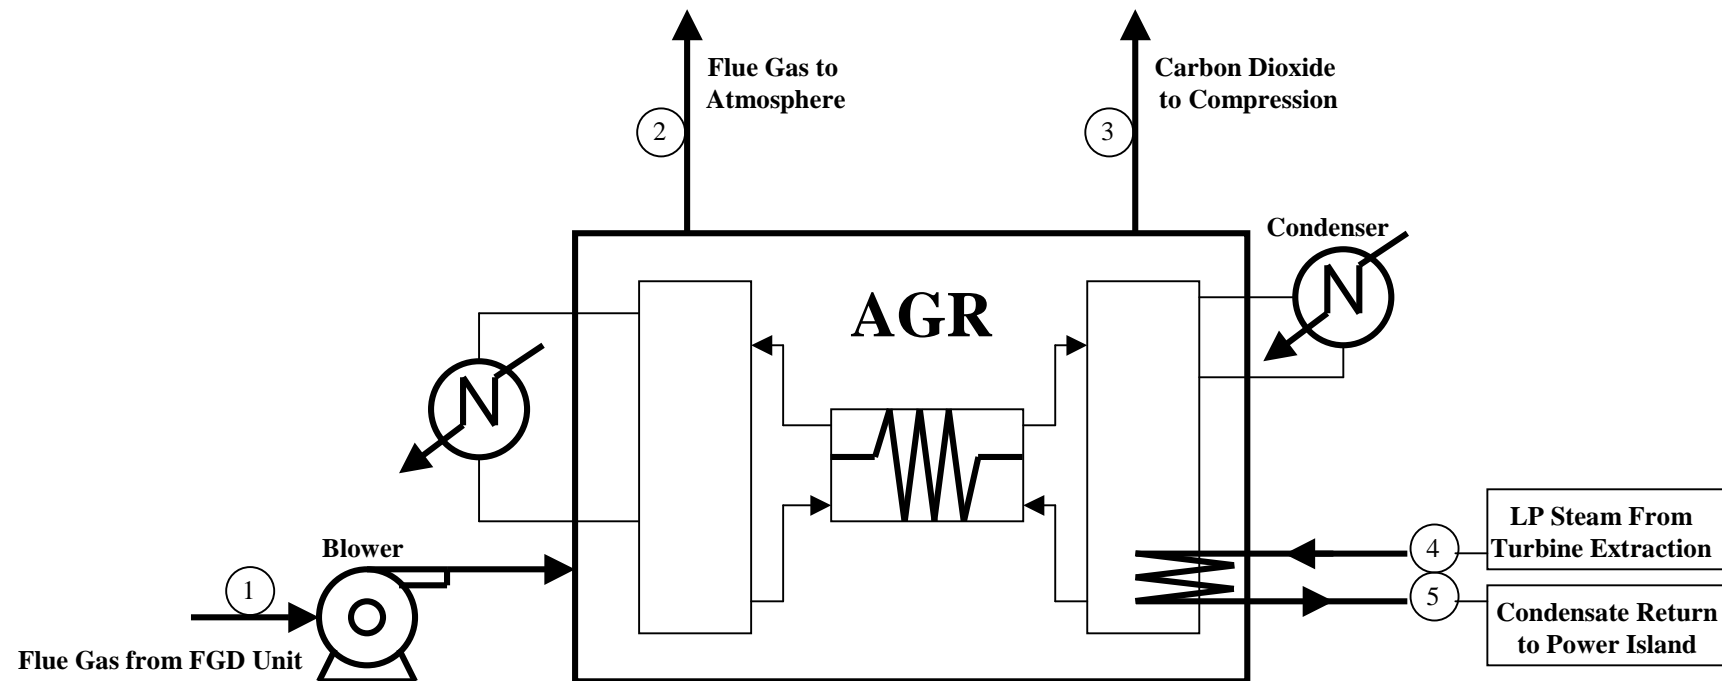 Flue Gas to
Atmosphere
Carbon Dioxide
to Compression
2
3
Condenser
AGR
LP Steam From
Turbine Extraction
4
Blower
1
5
Condensate Return
to Power Island
Flue Gas from FGD Unit